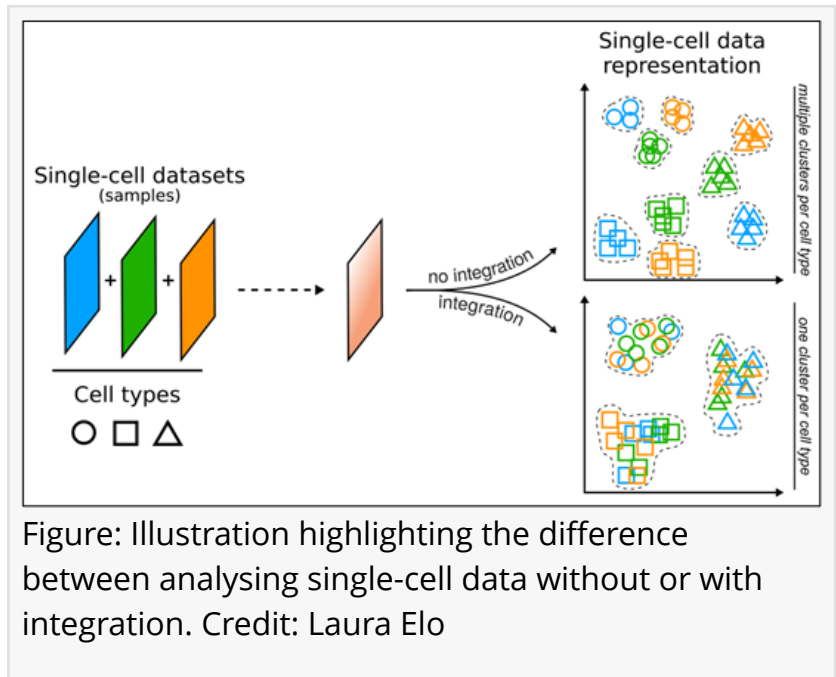 Single-cell data
representation
multiple clusters per cell type
Single-cell datasets
(samples)
+
+
no integration
integration
Cell types
one cluster per cell type
Figure: Illustration highlighting the difference
between analysing single-cell data without or with
integration. Credit: Laura Elo